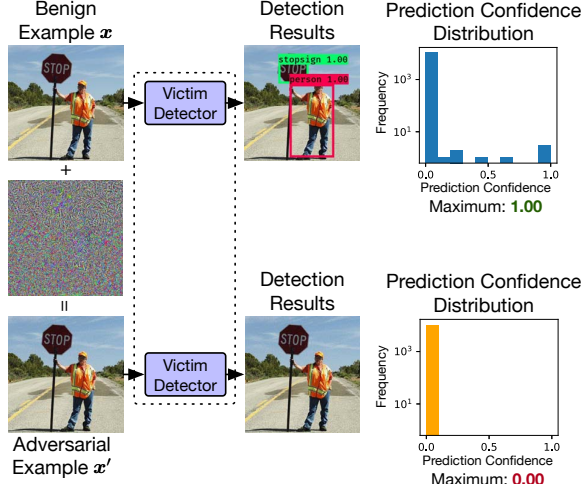 Benign
Example x
Detection
Results
Prediction Confidence
Distribution
STOP
Victim
Detector
stopsign 1.00
STOP
person 1.00
Frequency
10³
10¹
0.0
0.5
1.0
Prediction Confidence
Maximum: 1.00
+
=
Detection
Results
Prediction Confidence
Distribution
STOP
Victim
Detector
STOP
Frequency
10³
10¹
0.0
0.5
1.0
Prediction Confidence
Maximum: 0.00
Adversarial
Example x′